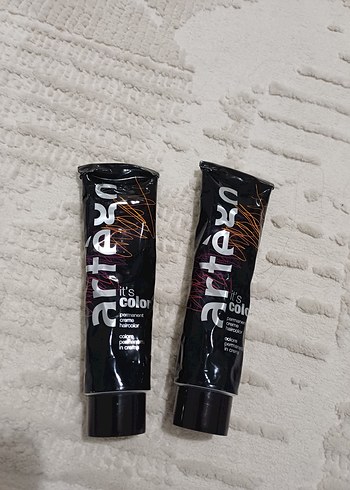 artègo
it's
color
permanent
creme
haircolor
colore
permanente
in crema
artègo
it's
color
permanent
creme
haircolor
colore
permanente
in crema